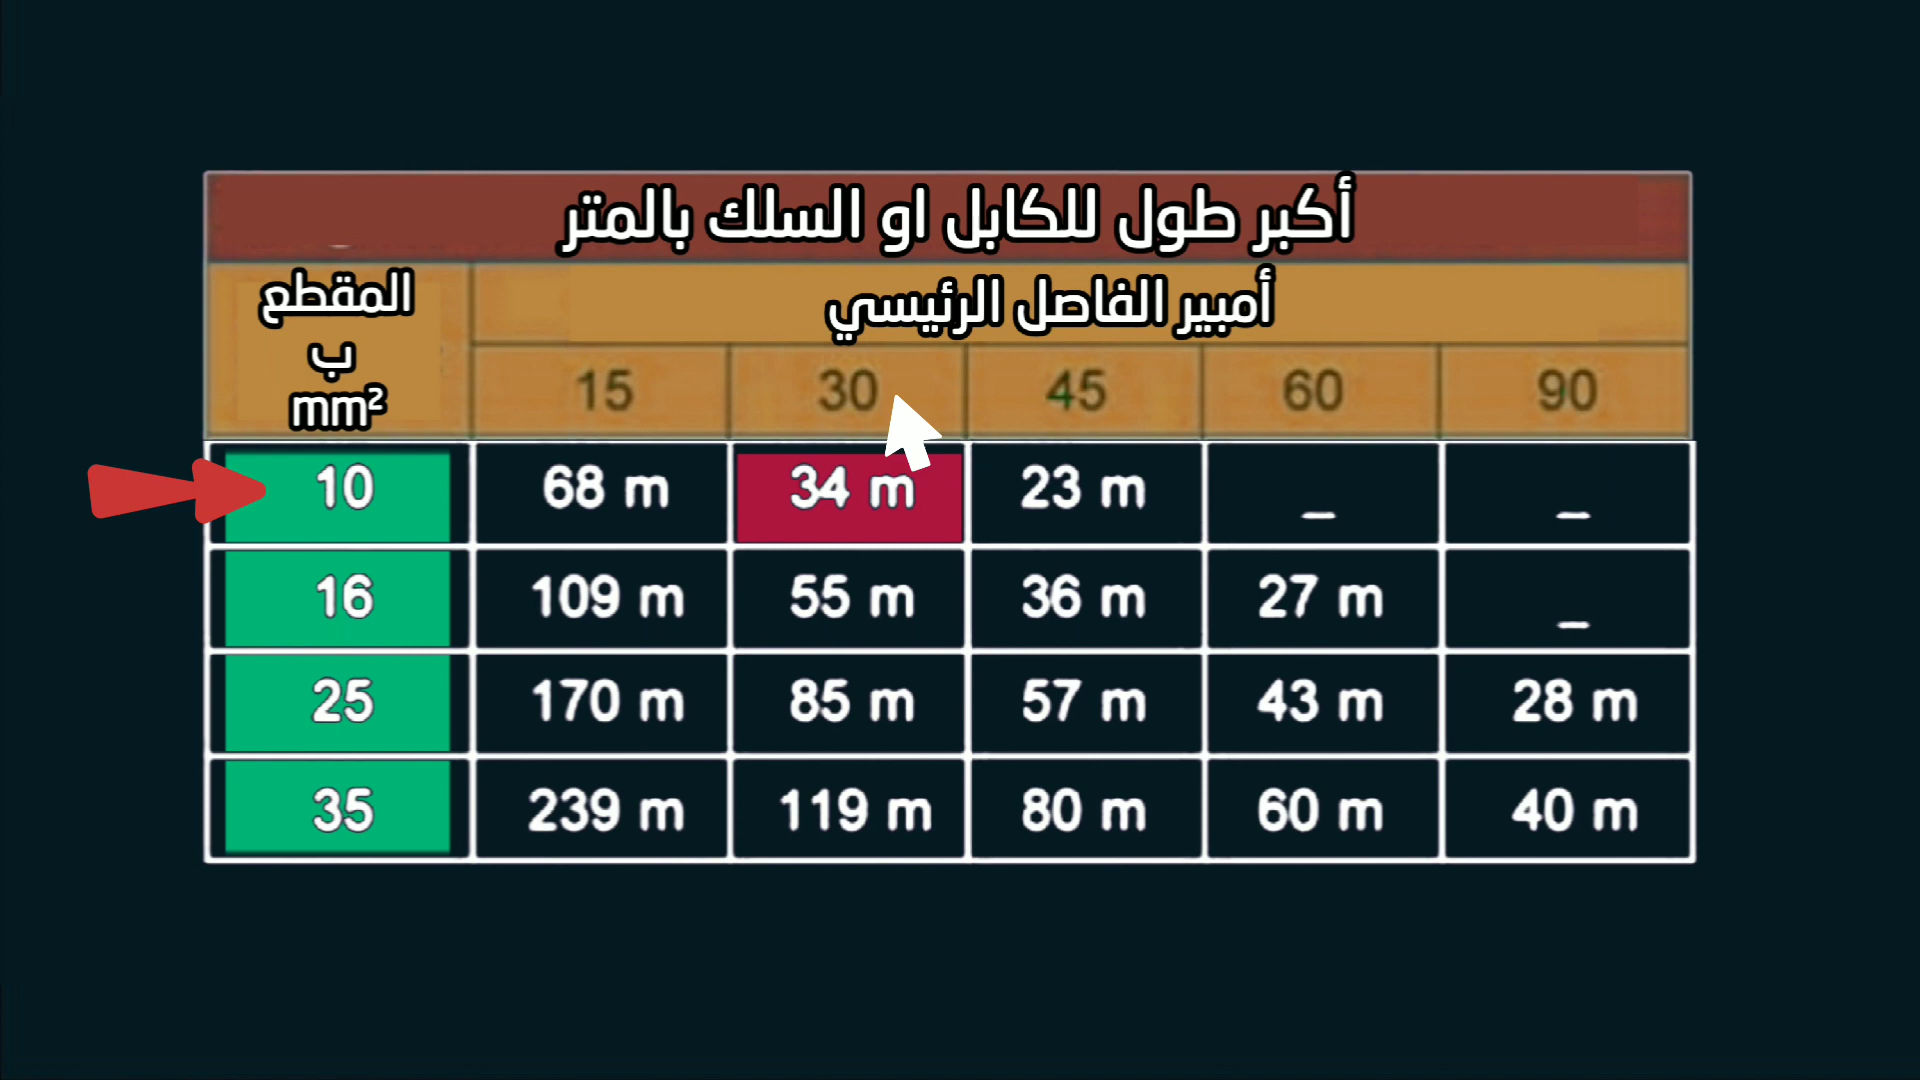 أكبر طول للكابل او السلك بالمتر
المقطع
ب
mm²
أمبير الفاصل الرئيسي
15 30 45 60 90
10 68 m 34 m 23 m _ _
16 109 m 55 m 36 m 27 m _
25 170 m 85 m 57 m 43 m 28 m
35 239 m 119 m 80 m 60 m 40 m